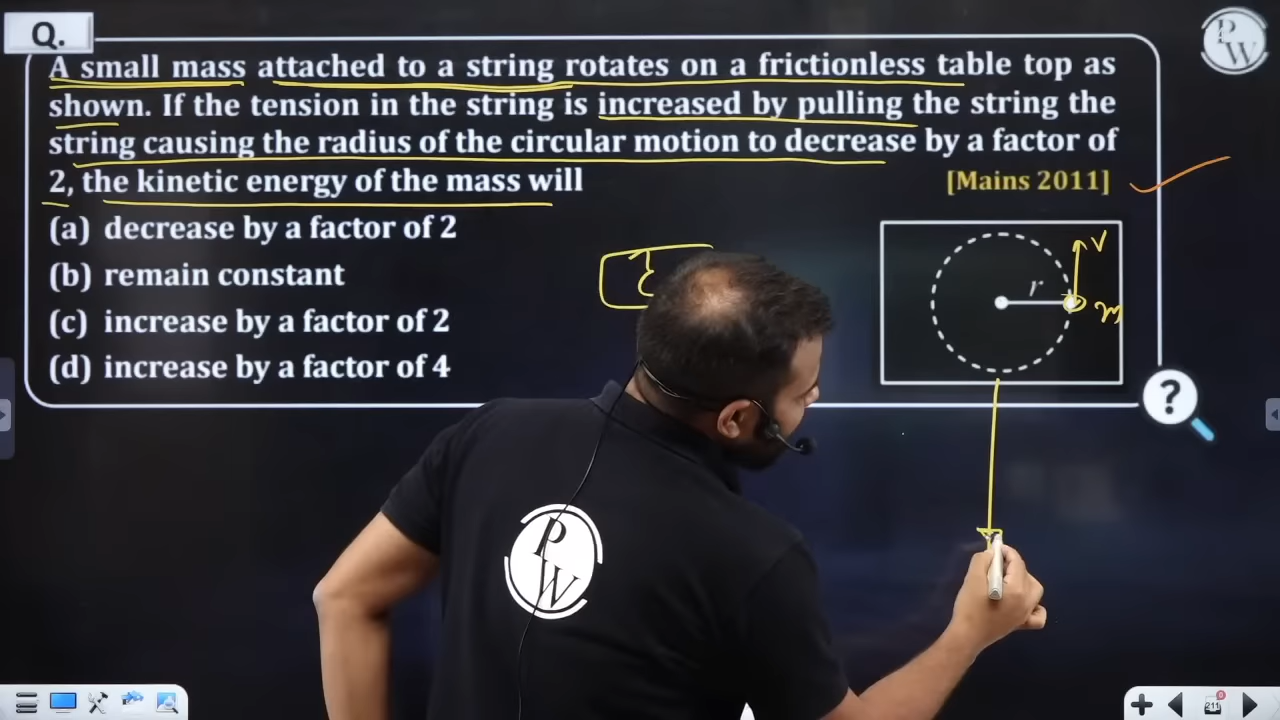 Q.
A small mass attached to a string rotates on a frictionless table top as
shown. If the tension in the string is increased by pulling the string the
string causing the radius of the circular motion to decrease by a factor of
2, the kinetic energy of the mass will
[Mains 2011]
(a) decrease by a factor of 2
(b) remain constant
(c) increase by a factor of 2
(d) increase by a factor of 4
V
r
m
?
PW
PW
211